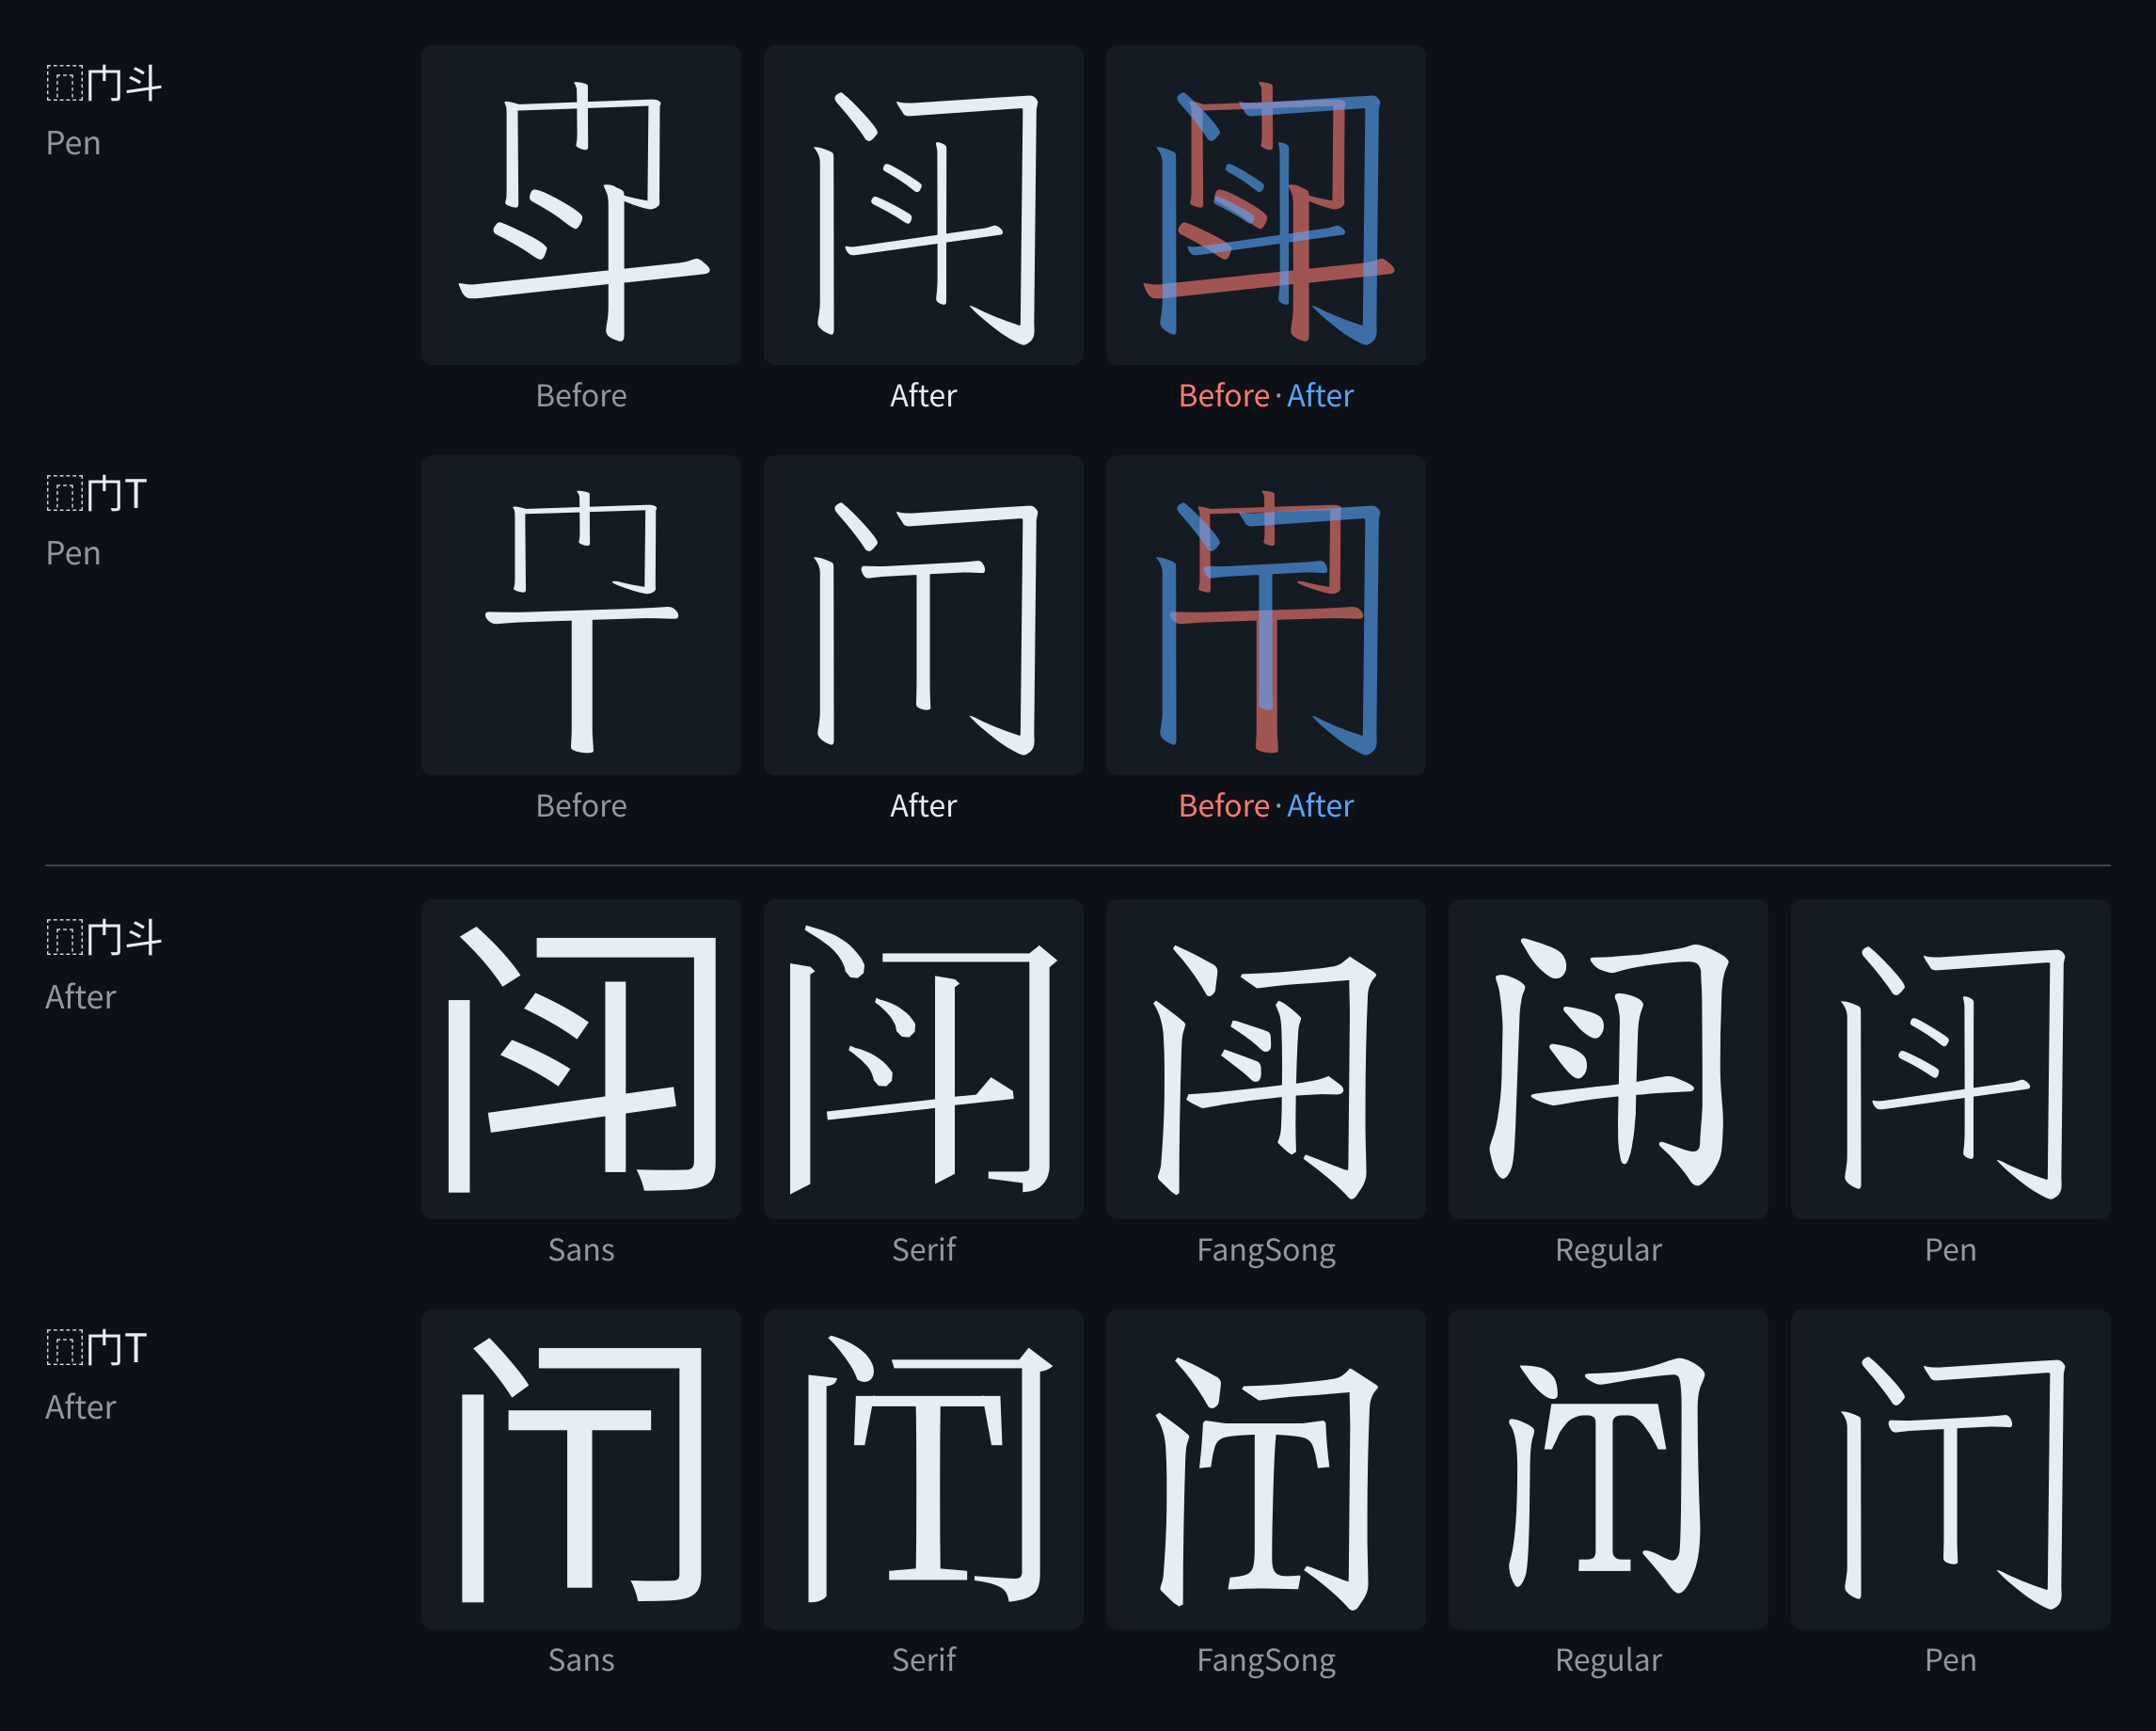 ⿵门斗
Pen
Before
After
Before · After
⿵门T
Pen
Before
After
Before · After
⿵门斗
After
Sans
Serif
FangSong
Regular
Pen
⿵门T
After
Sans
Serif
FangSong
Regular
Pen